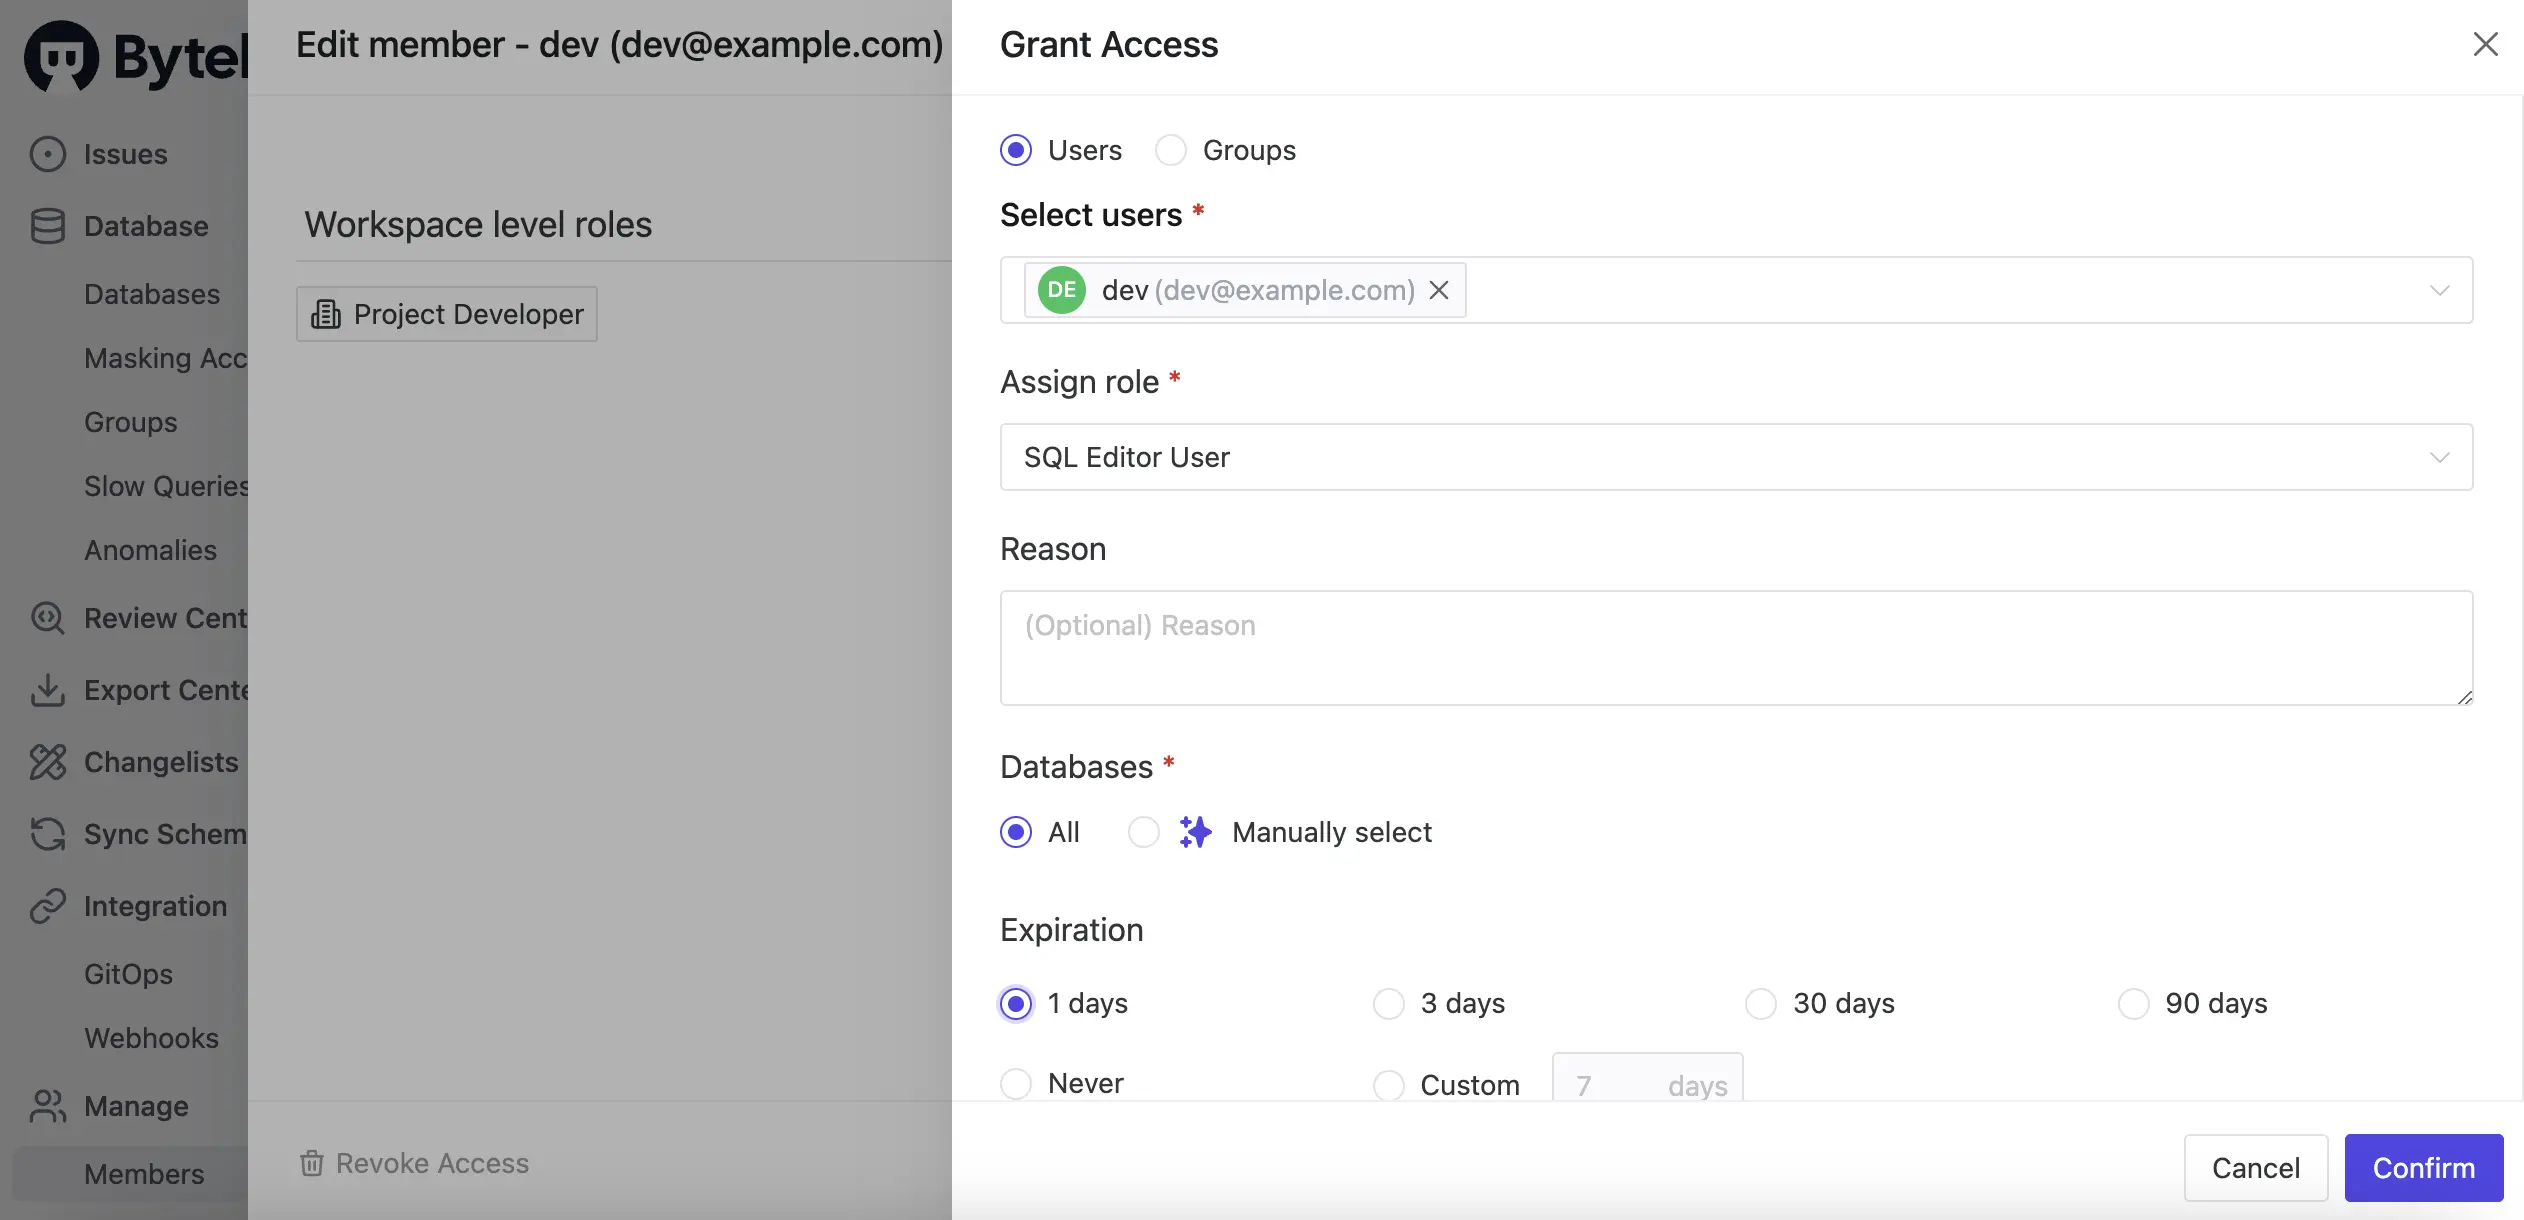 Bytel
Issues
Database
Databases
Masking Acc
Groups
Slow Queries
Anomalies
Review Cent
Export Cente
Changelists
Sync Schem
Integration
GitOps
Webhooks
Manage
Members
Edit member - dev (dev@example.com)
Workspace level roles
Project Developer
Revoke Access
Grant Access
Users Groups
Select users *
DE dev (dev@example.com)
Assign role *
SQL Editor User
Reason
(Optional) Reason
Databases *
All Manually select
Expiration
1 days 3 days 30 days 90 days
Never Custom 7 days
Cancel Confirm